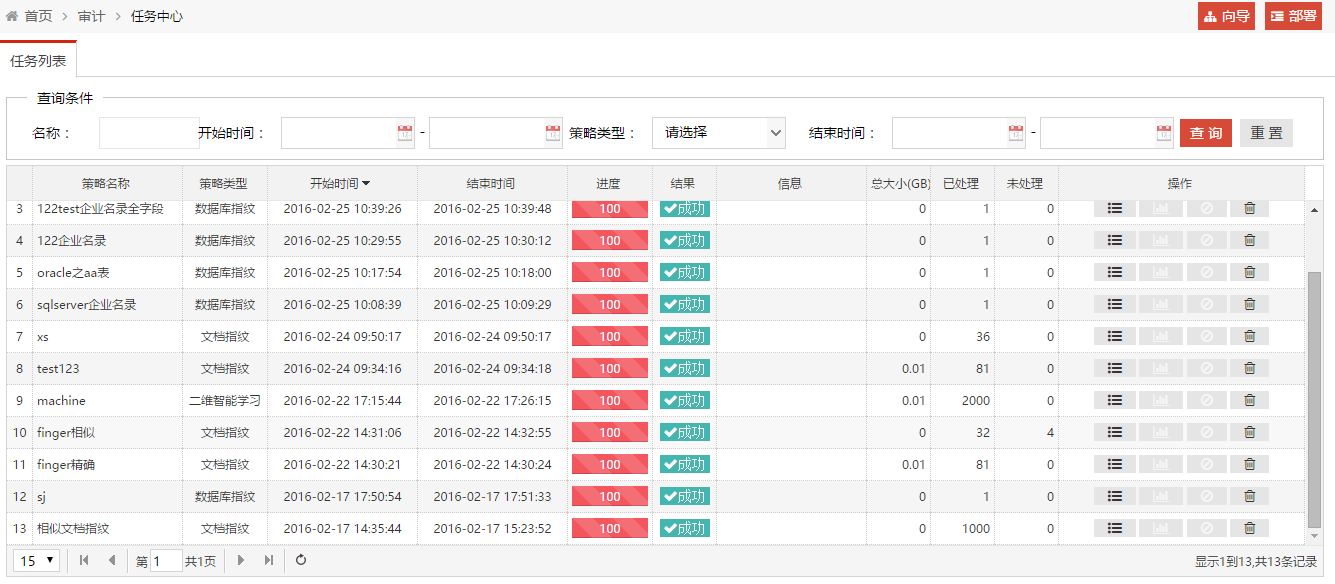 首页 > 审计 > 任务中心 向导 部署
任务列表
查询条件
名称： 开始时间： - 策略类型： 请选择 结束时间： - 查询 重置
策略名称 策略类型 开始时间 结束时间 进度 结果 信息 总大小(GB) 已处理 未处理 操作
3 122test企业名录全字段 数据库指纹 2016-02-25 10:39:26 2016-02-25 10:39:48 100 成功 0 1 0
4 122企业名录 数据库指纹 2016-02-25 10:29:55 2016-02-25 10:30:12 100 成功 0 1 0
5 oracle之aa表 数据库指纹 2016-02-25 10:17:54 2016-02-25 10:18:00 100 成功 0 1 0
6 sqlserver企业名录 数据库指纹 2016-02-25 10:08:39 2016-02-25 10:09:29 100 成功 0 1 0
7 xs 文档指纹 2016-02-24 09:50:17 2016-02-24 09:50:17 100 成功 0 36 0
8 test123 文档指纹 2016-02-24 09:34:16 2016-02-24 09:34:18 100 成功 0.01 81 0
9 machine 二维智能学习 2016-02-22 17:15:44 2016-02-22 17:26:15 100 成功 0.01 2000 0
10 finger相似 文档指纹 2016-02-22 14:31:06 2016-02-22 14:32:55 100 成功 0 32 4
11 finger精确 文档指纹 2016-02-22 14:30:21 2016-02-22 14:30:24 100 成功 0.01 81 0
12 sj 数据库指纹 2016-02-17 17:50:54 2016-02-17 17:51:33 100 成功 0 1 0
13 相似文档指纹 文档指纹 2016-02-17 14:35:44 2016-02-17 15:23:52 100 成功 0 1000 0
15 第 1 共1页 显示1到13,共13条记录